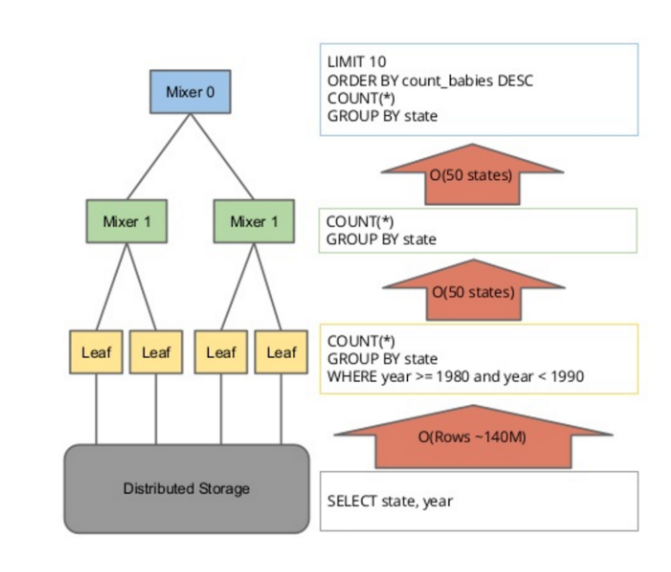 Mixer 0
LIMIT 10
ORDER BY count_babies DESC
COUNT(*)
GROUP BY state
O(50 states)
Mixer 1
Mixer 1
COUNT(*)
GROUP BY state
O(50 states)
Leaf
Leaf
Leaf
Leaf
COUNT(*)
GROUP BY state
WHERE year >= 1980 and year < 1990
O(Rows ~140M)
Distributed Storage
SELECT state, year